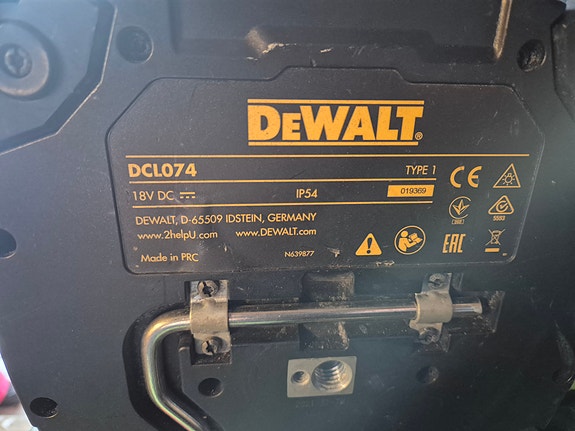 DEWALT®
DCL074 TYPE 1
18V DC IP54 019369
DEWALT, D-65509 IDSTEIN, GERMANY
www.2helpU.com www.DEWALT.com
Made in PRC N639877
CE
EAC